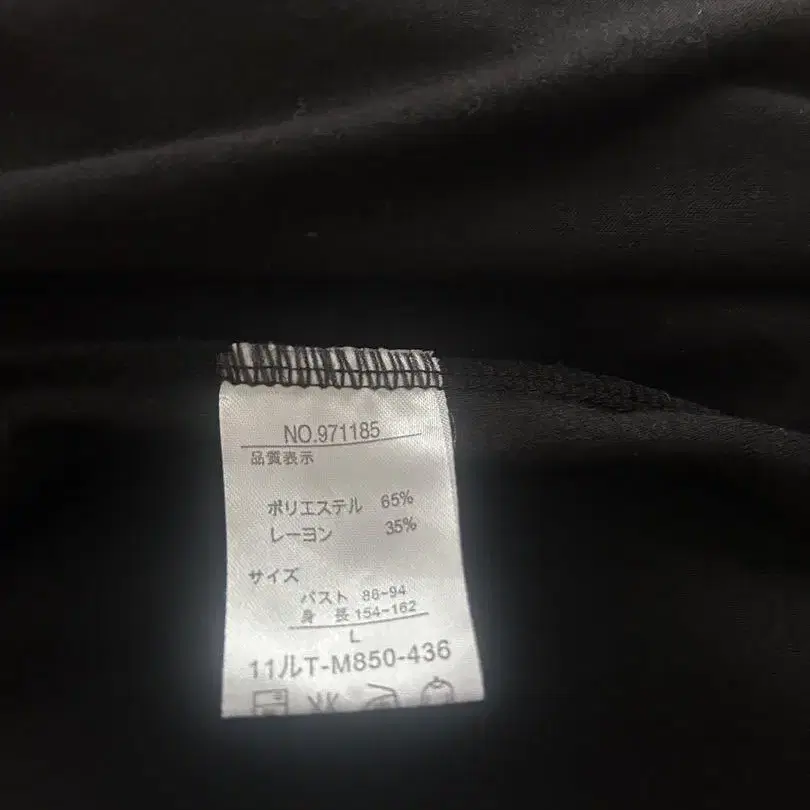 NO.971185
品質表示
ポリエステル 65%
レーヨン 35%
サイズ
バスト 86-94
身 長 154-162
L
11ルT-M850-436